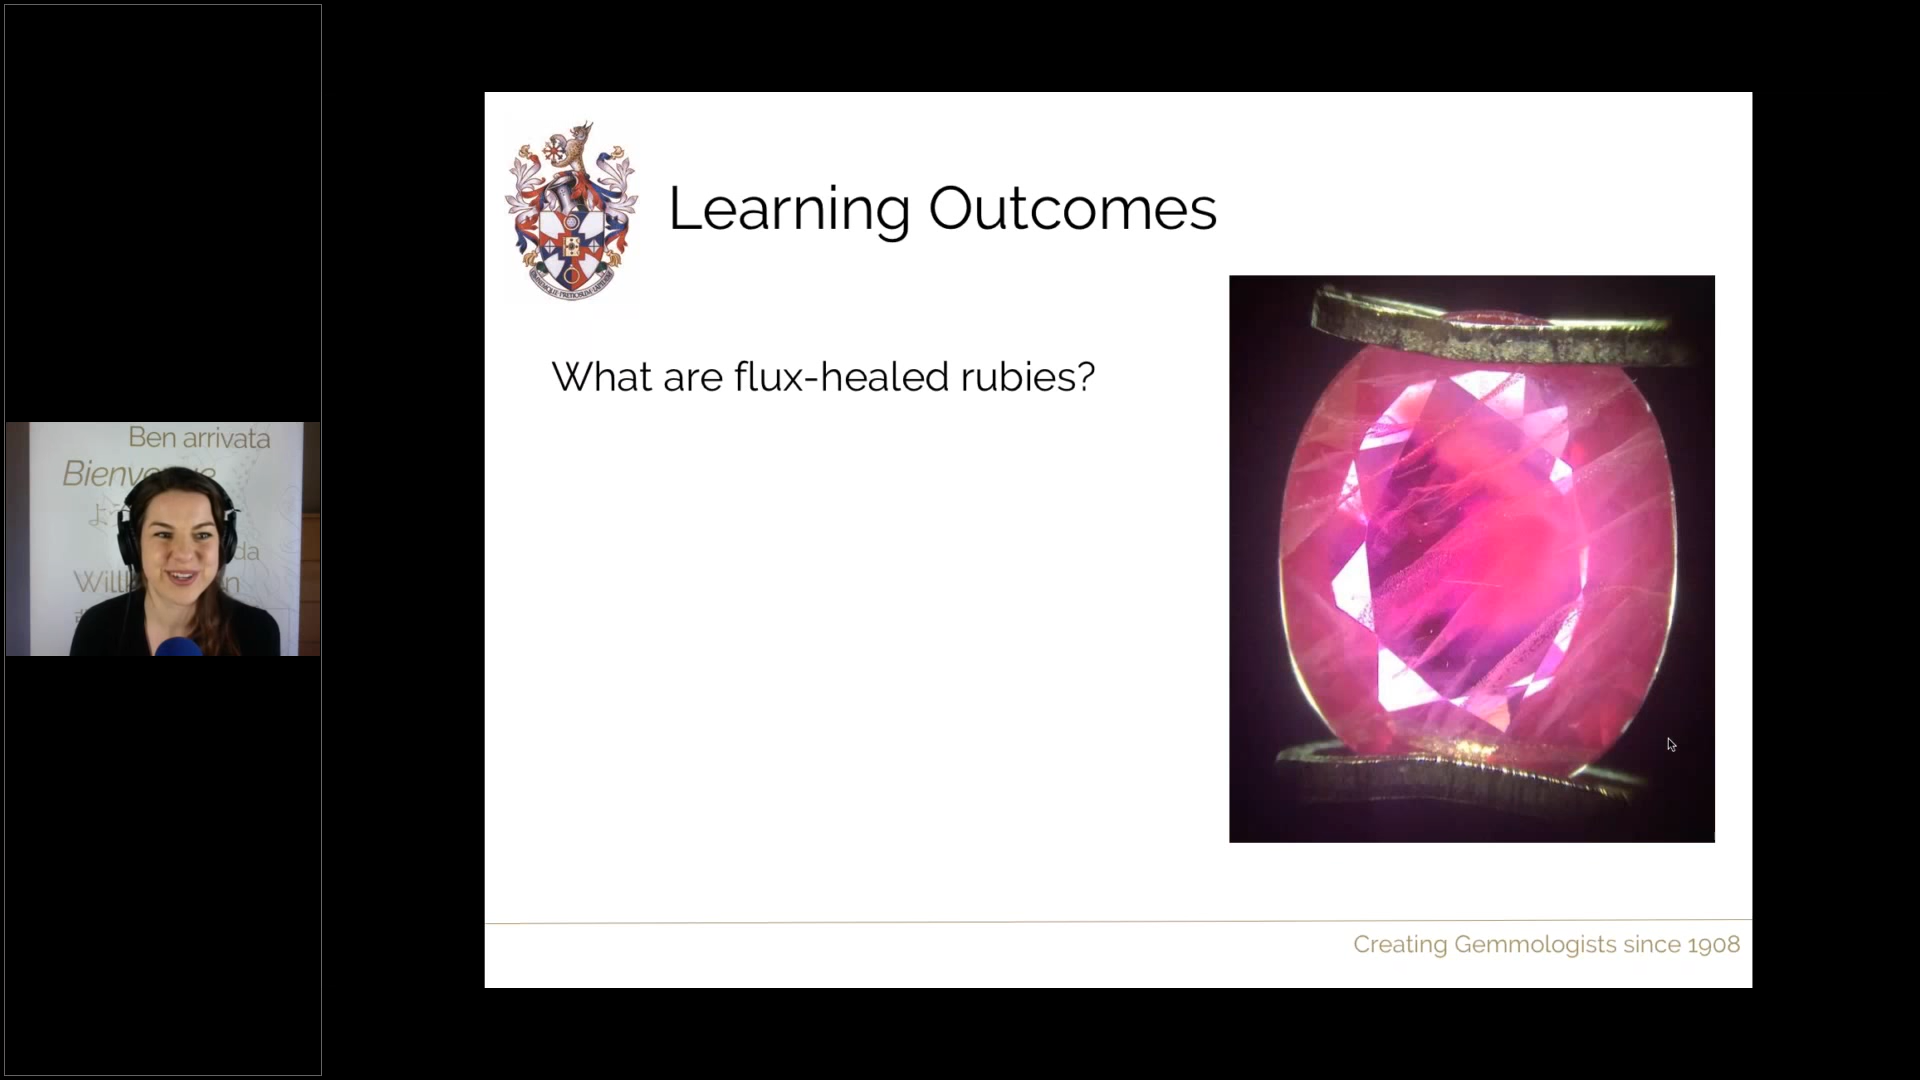 Ben arrivata
Learning Outcomes
What are flux-healed rubies?
Creating Gemmologists since 1908